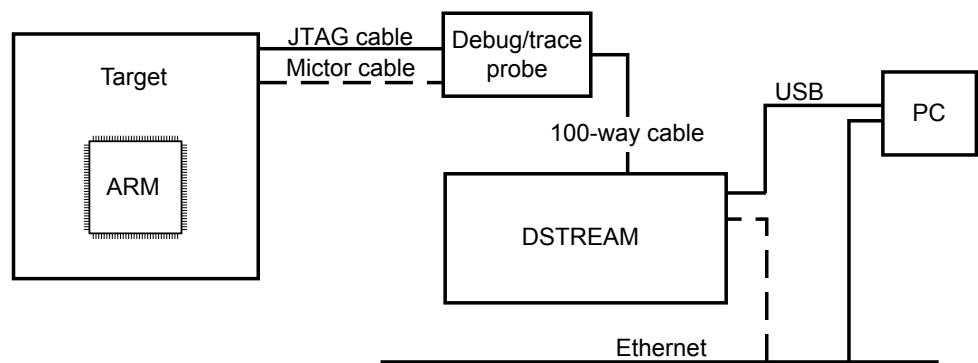 Target
ARM
JTAG cable
Mictor cable
Debug/trace
probe
100-way cable
DSTREAM
USB
PC
Ethernet